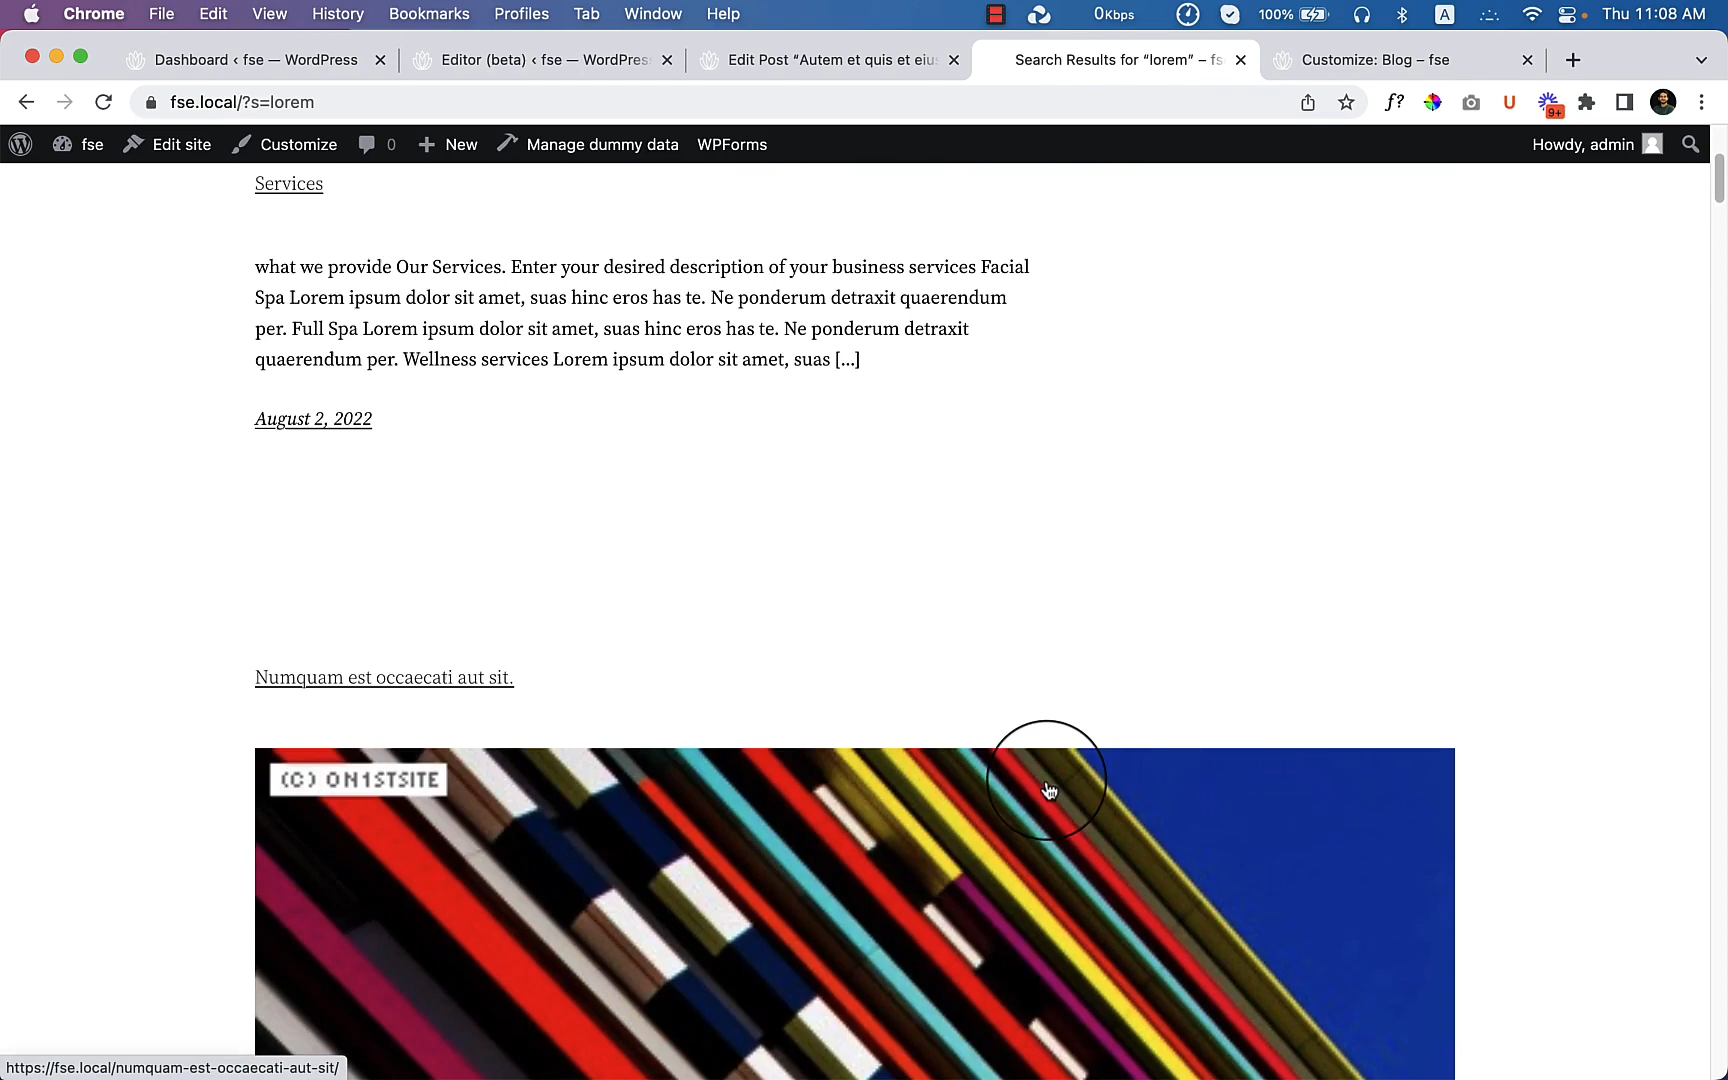 Chrome File Edit View History Bookmarks Profiles Tab Window Help 0Kbps 100% A Thu 11:08 AM
Dashboard ‹ fse — WordPress Editor (beta) ‹ fse — WordPress Edit Post “Autem et quis et eius Search Results for “lorem” – fs Customize: Blog – fse
fse.local/?s=lorem f? U 9+
fse Edit site Customize 0 New Manage dummy data WPForms Howdy, admin
Services
what we provide Our Services. Enter your desired description of your business services Facial
Spa Lorem ipsum dolor sit amet, suas hinc eros has te. Ne ponderum detraxit quaerendum
per. Full Spa Lorem ipsum dolor sit amet, suas hinc eros has te. Ne ponderum detraxit
quaerendum per. Wellness services Lorem ipsum dolor sit amet, suas […]
August 2, 2022
Numquam est occaecati aut sit.
(C) ON1STSITE
https://fse.local/numquam-est-occaecati-aut-sit/